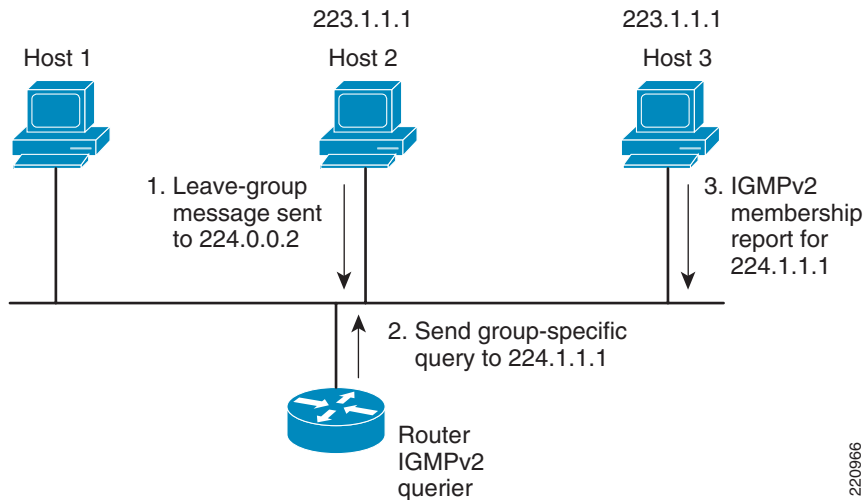 223.1.1.1
223.1.1.1
Host 1
Host 2
Host 3
1. Leave-group
message sent
to 224.0.0.2
3. IGMPv2
membership
report for
224.1.1.1
2. Send group-specific
query to 224.1.1.1
Router
IGMPv2
querier
220966